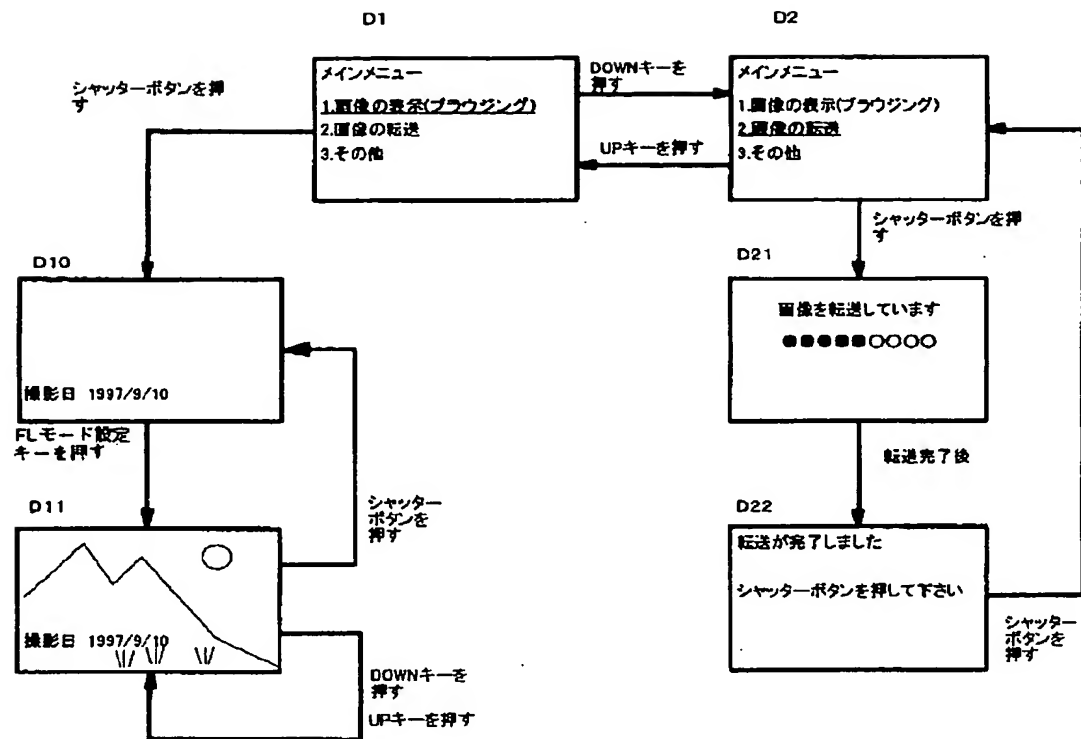 D1
D2
シャッターボタンを押
す
メインメニュー
1.画像の表示(ブラウジング)
2.画像の転送
3.その他
DOWNキーを
押す
UPキーを押す
メインメニュー
1.画像の表示(ブラウジング)
2.画像の転送
3.その他
シャッターボタンを押
す
D10
撮影日 1997/9/10
D21
画像を転送しています
FLモード設定
キーを押す
シャッター
ボタンを
押す
転送完了後
D11
撮影日 1997/9/10
D22
転送が完了しました
シャッターボタンを押して下さい
シャッター
ボタンを
押す
DOWNキーを
押す
UPキーを押す